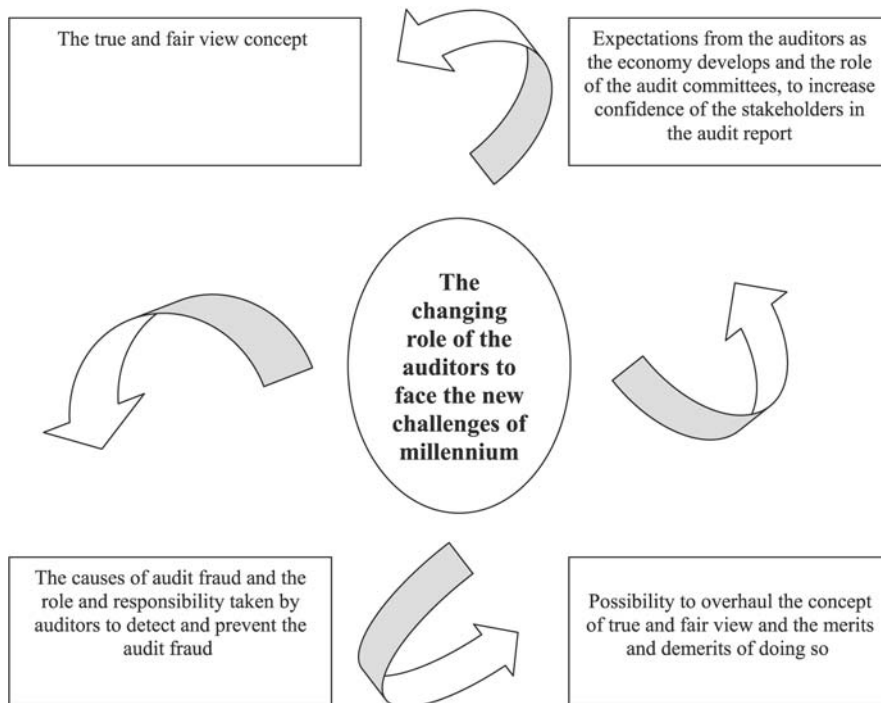 The true and fair view concept
Expectations from the auditors as
the economy develops and the role
of the audit committees, to increase
confidence of the stakeholders in
the audit report
The
changing
role of the
auditors to
face the new
challenges of
millennium
The causes of audit fraud and the
role and responsibility taken by
auditors to detect and prevent the
audit fraud
Possibility to overhaul the concept
of true and fair view and the merits
and demerits of doing so